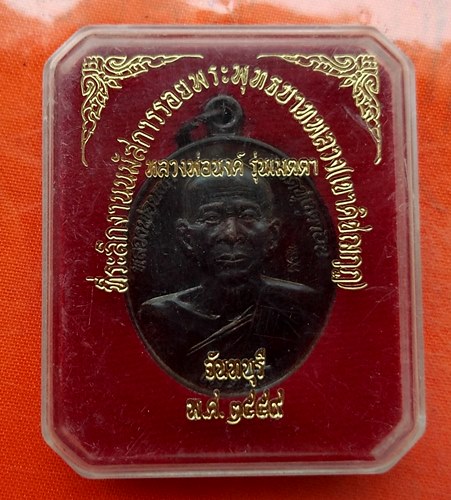 ที่ระลึกงานนมัสการรอยพระพุทธบาทพลวง(เขาคิชฌกูฏ)
หลวงพ่อนงค์ รุ่นเมตตา
จันทบุรี
พ.ศ. ๒๕๕๙